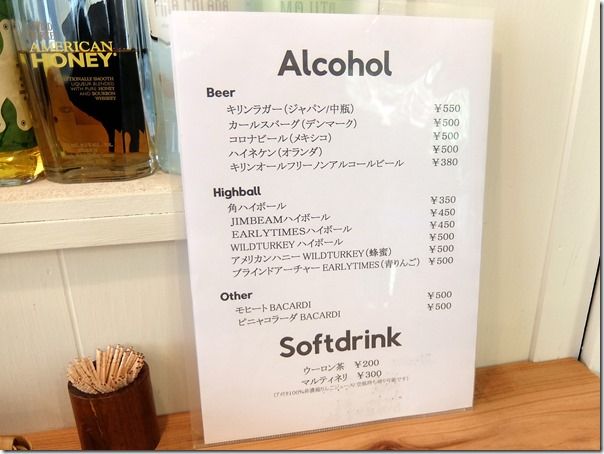 AMERICAN
HONEY
LIQUEUR BLENDED
WITH PURE HONEY
AND BOURBON
WHISKEY
Alcohol
Beer
キリンラガー(ジャパン/中瓶) ¥550
カールスバーグ(デンマーク) ¥500
コロナビール(メキシコ) ¥500
ハイネケン(オランダ) ¥500
キリンオールフリーノンアルコールビール ¥380
Highball
角ハイボール ¥350
JIMBEAMハイボール ¥450
EARLYTIMESハイボール ¥450
WILDTURKEY ハイボール ¥500
アメリカンハニー WILDTURKEY(蜂蜜) ¥500
ブラインドアーチャー EARLYTIMES(青りんご) ¥500
Other
モヒート BACARDI ¥500
ピニャコラーダ BACARDI ¥500
Softdrink
ウーロン茶 ¥200
マルティネリ ¥300